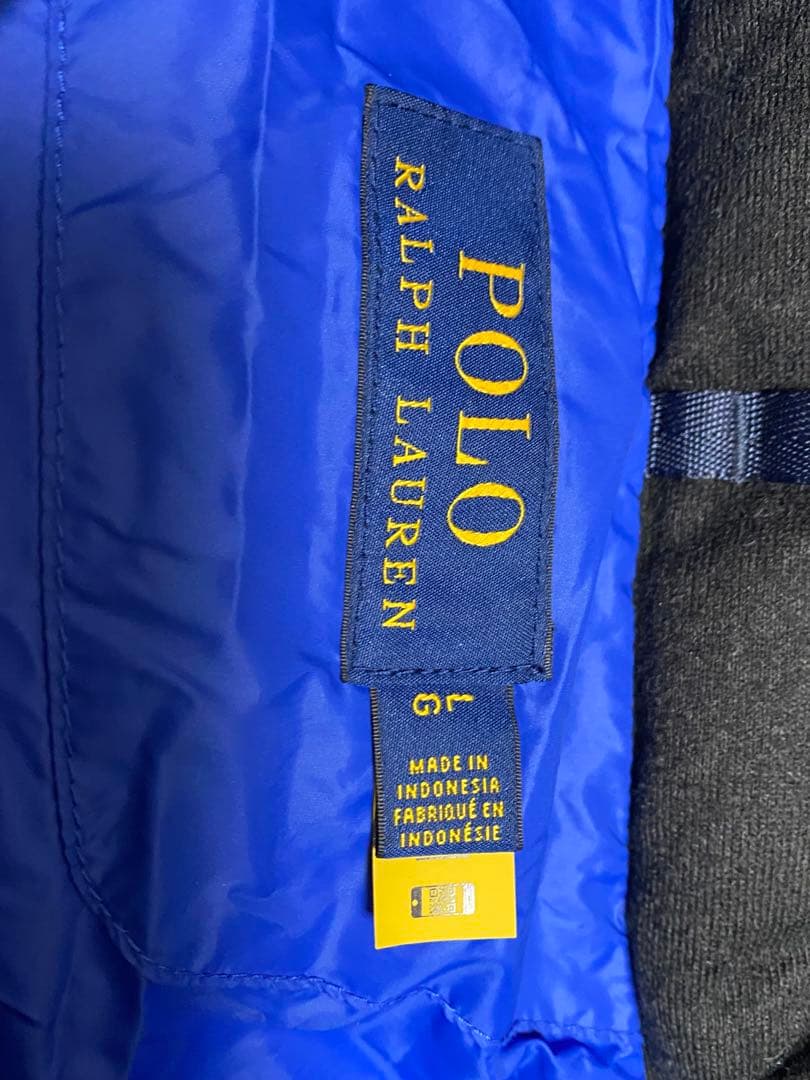 POLO
RALPH LAUREN
L
G
MADE IN
INDONESIA
FABRIQUÉ EN
INDONÉSIE